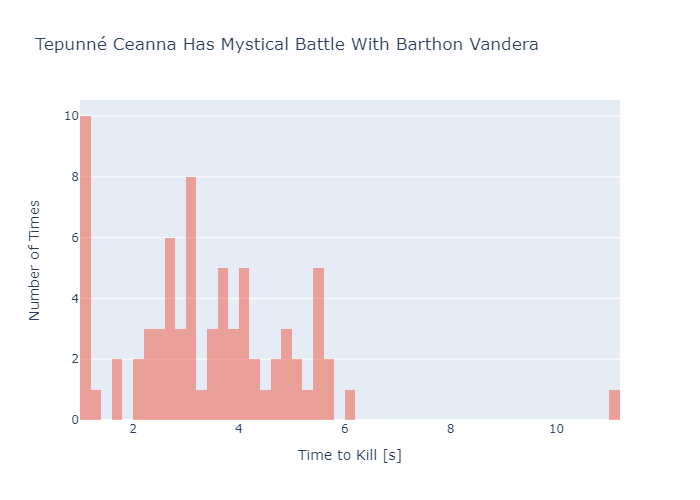 Tepunné Ceanna Has Mystical Battle With Barthon Vandera
10
8
6
4
2
0
Number of Times
2 4 6 8 10
Time to Kill [s]